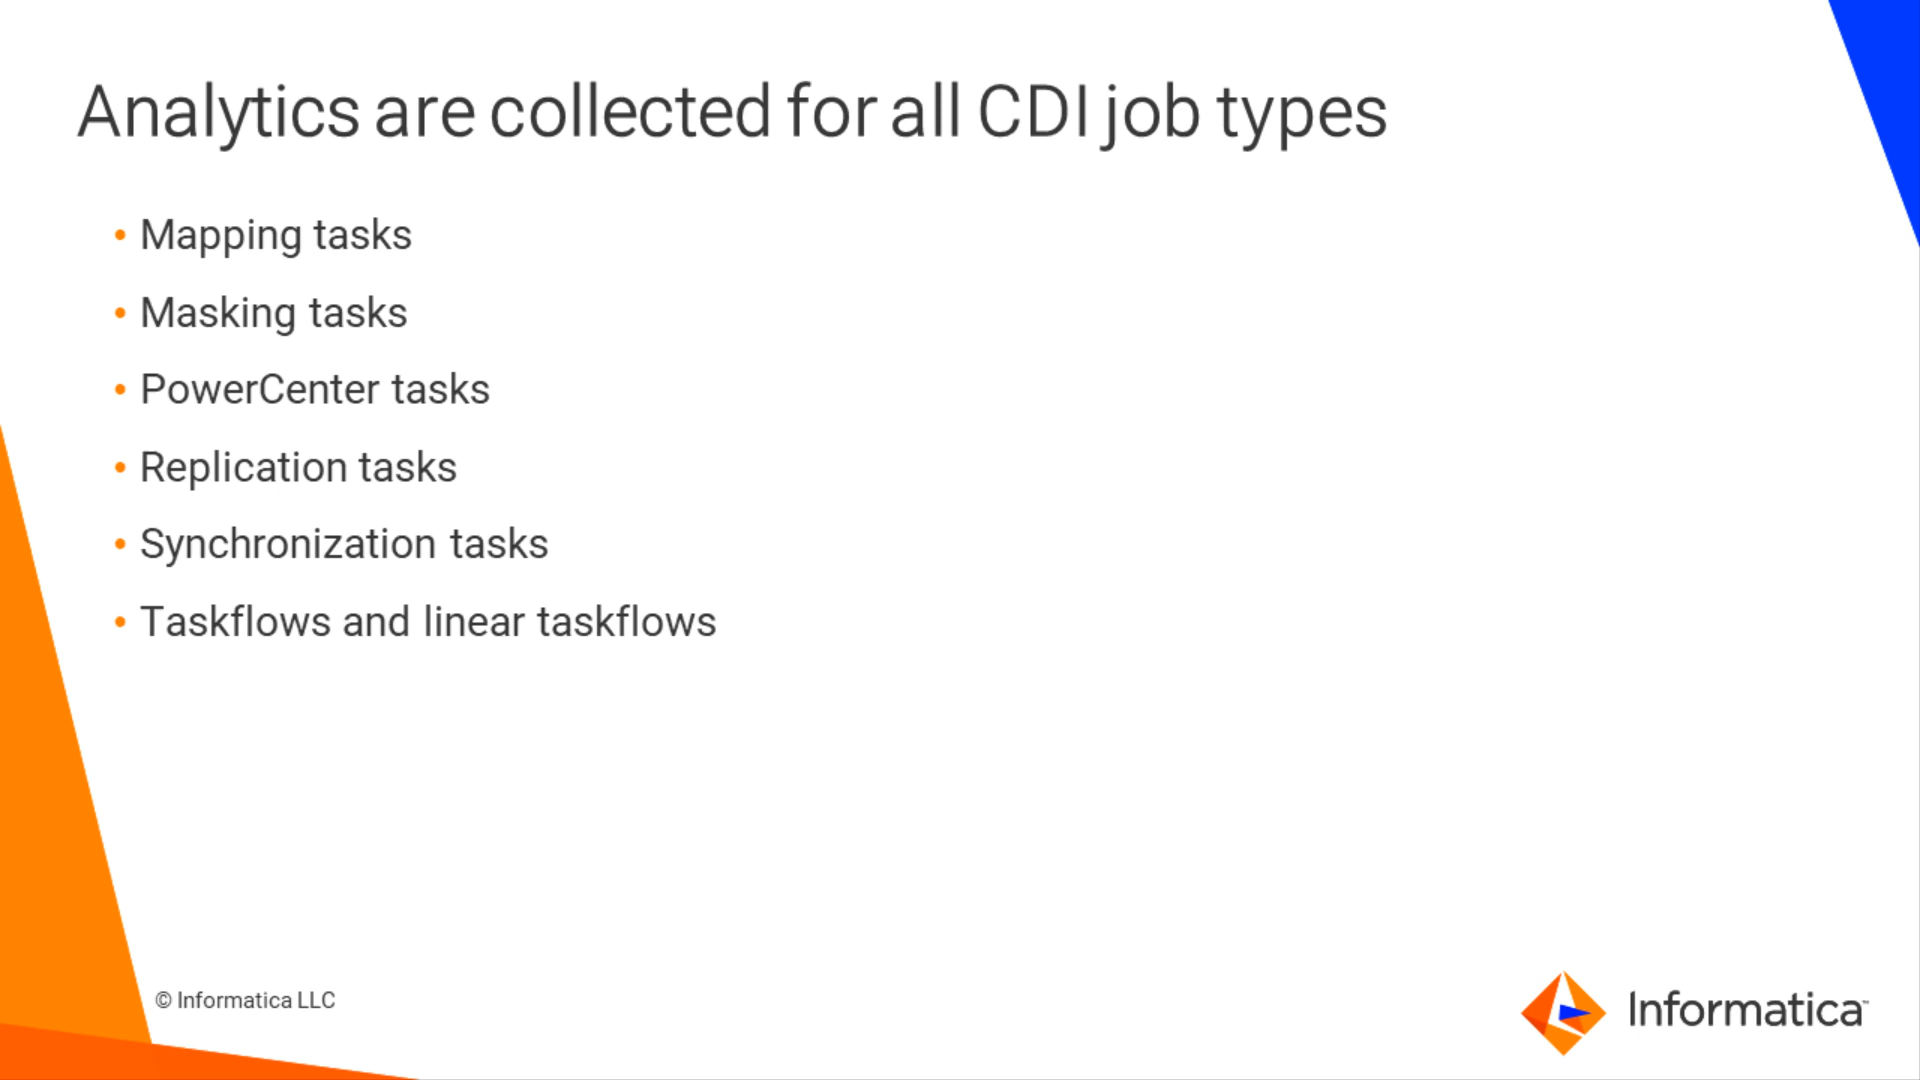 Analytics are collected for all CDI job types
• Mapping tasks
• Masking tasks
• PowerCenter tasks
• Replication tasks
• Synchronization tasks
• Taskflows and linear taskflows
© Informatica LLC
Informatica™